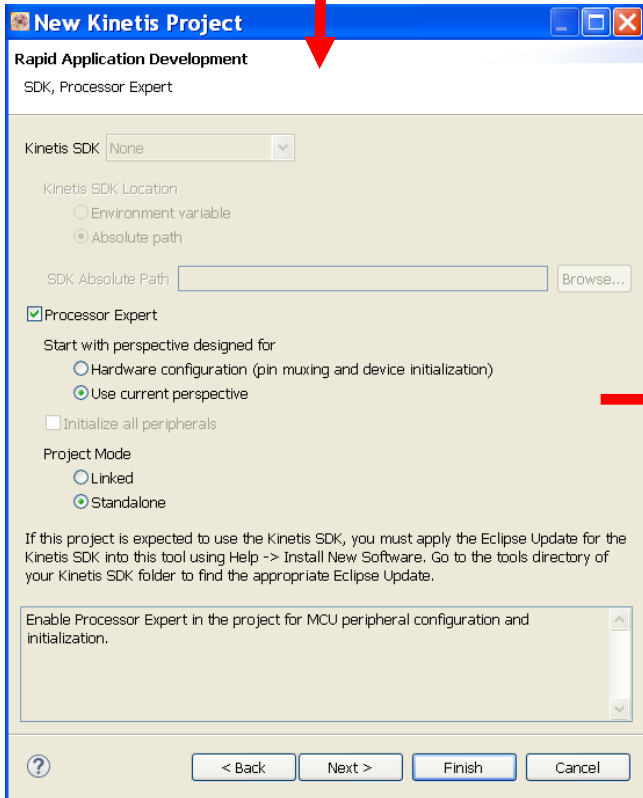 New Kinetis Project
Rapid Application Development
SDK, Processor Expert
Kinetis SDK None
Kinetis SDK Location
Environment variable
Absolute path
SDK Absolute Path Browse...
Processor Expert
Start with perspective designed for
Hardware configuration (pin muxing and device initialization)
Use current perspective
Initialize all peripherals
Project Mode
Linked
Standalone
If this project is expected to use the Kinetis SDK, you must apply the Eclipse Update for the
Kinetis SDK into this tool using Help -> Install New Software. Go to the tools directory of
your Kinetis SDK folder to find the appropriate Eclipse Update.
Enable Processor Expert in the project for MCU peripheral configuration and
initialization.
? < Back Next > Finish Cancel